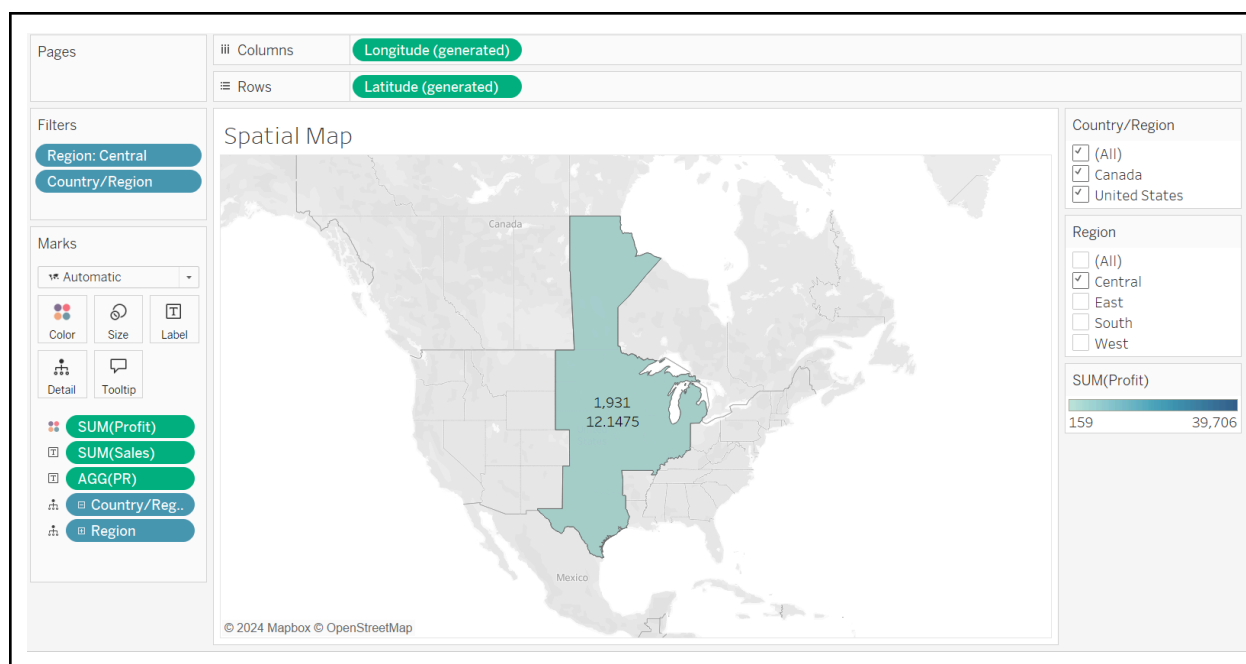 Pages
Columns
Longitude (generated)
Rows
Latitude (generated)
Filters
Region: Central
Country/Region
Marks
Automatic
Color
Size
Label
Detail
Tooltip
SUM(Profit)
SUM(Sales)
AGG(PR)
Country/Reg..
Region
Spatial Map
Canada
1,931
12.1475
Mexico
© 2024 Mapbox © OpenStreetMap
Country/Region
(All)
Canada
United States
Region
(All)
Central
East
South
West
SUM(Profit)
159 39,706